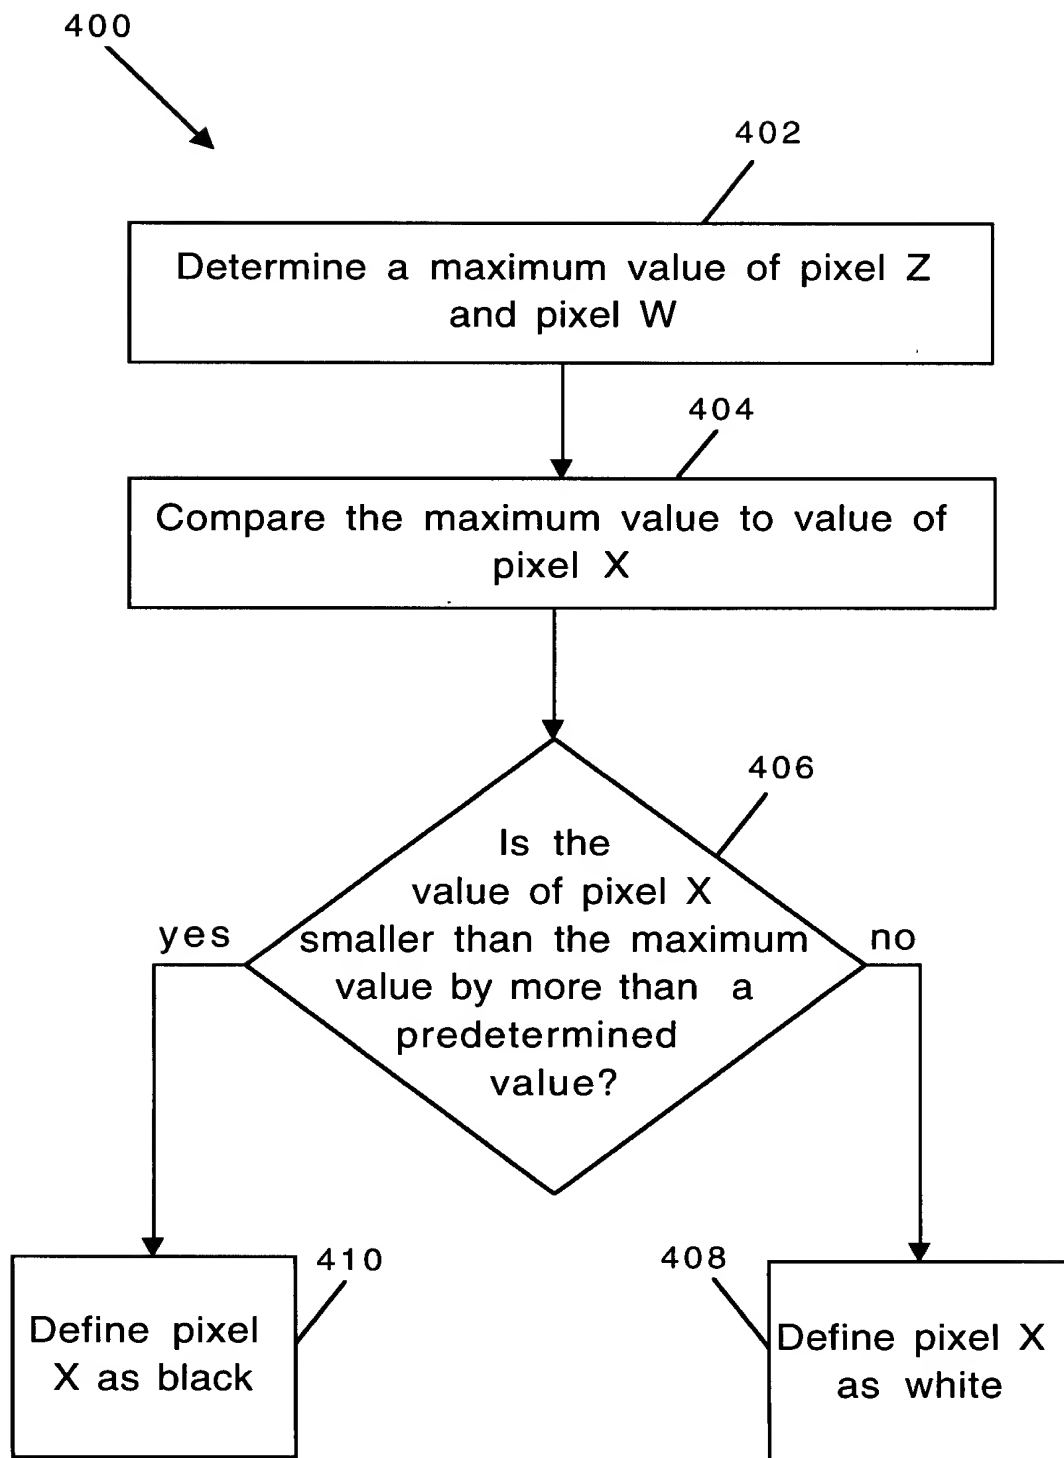 400
402
Determine a maximum value of pixel Z
and pixel W
404
Compare the maximum value to value of
pixel X
406
Is the
value of pixel X
smaller than the maximum
value by more than a
predetermined
value?
yes
no
410
Define pixel
X as black
408
Define pixel X
as white